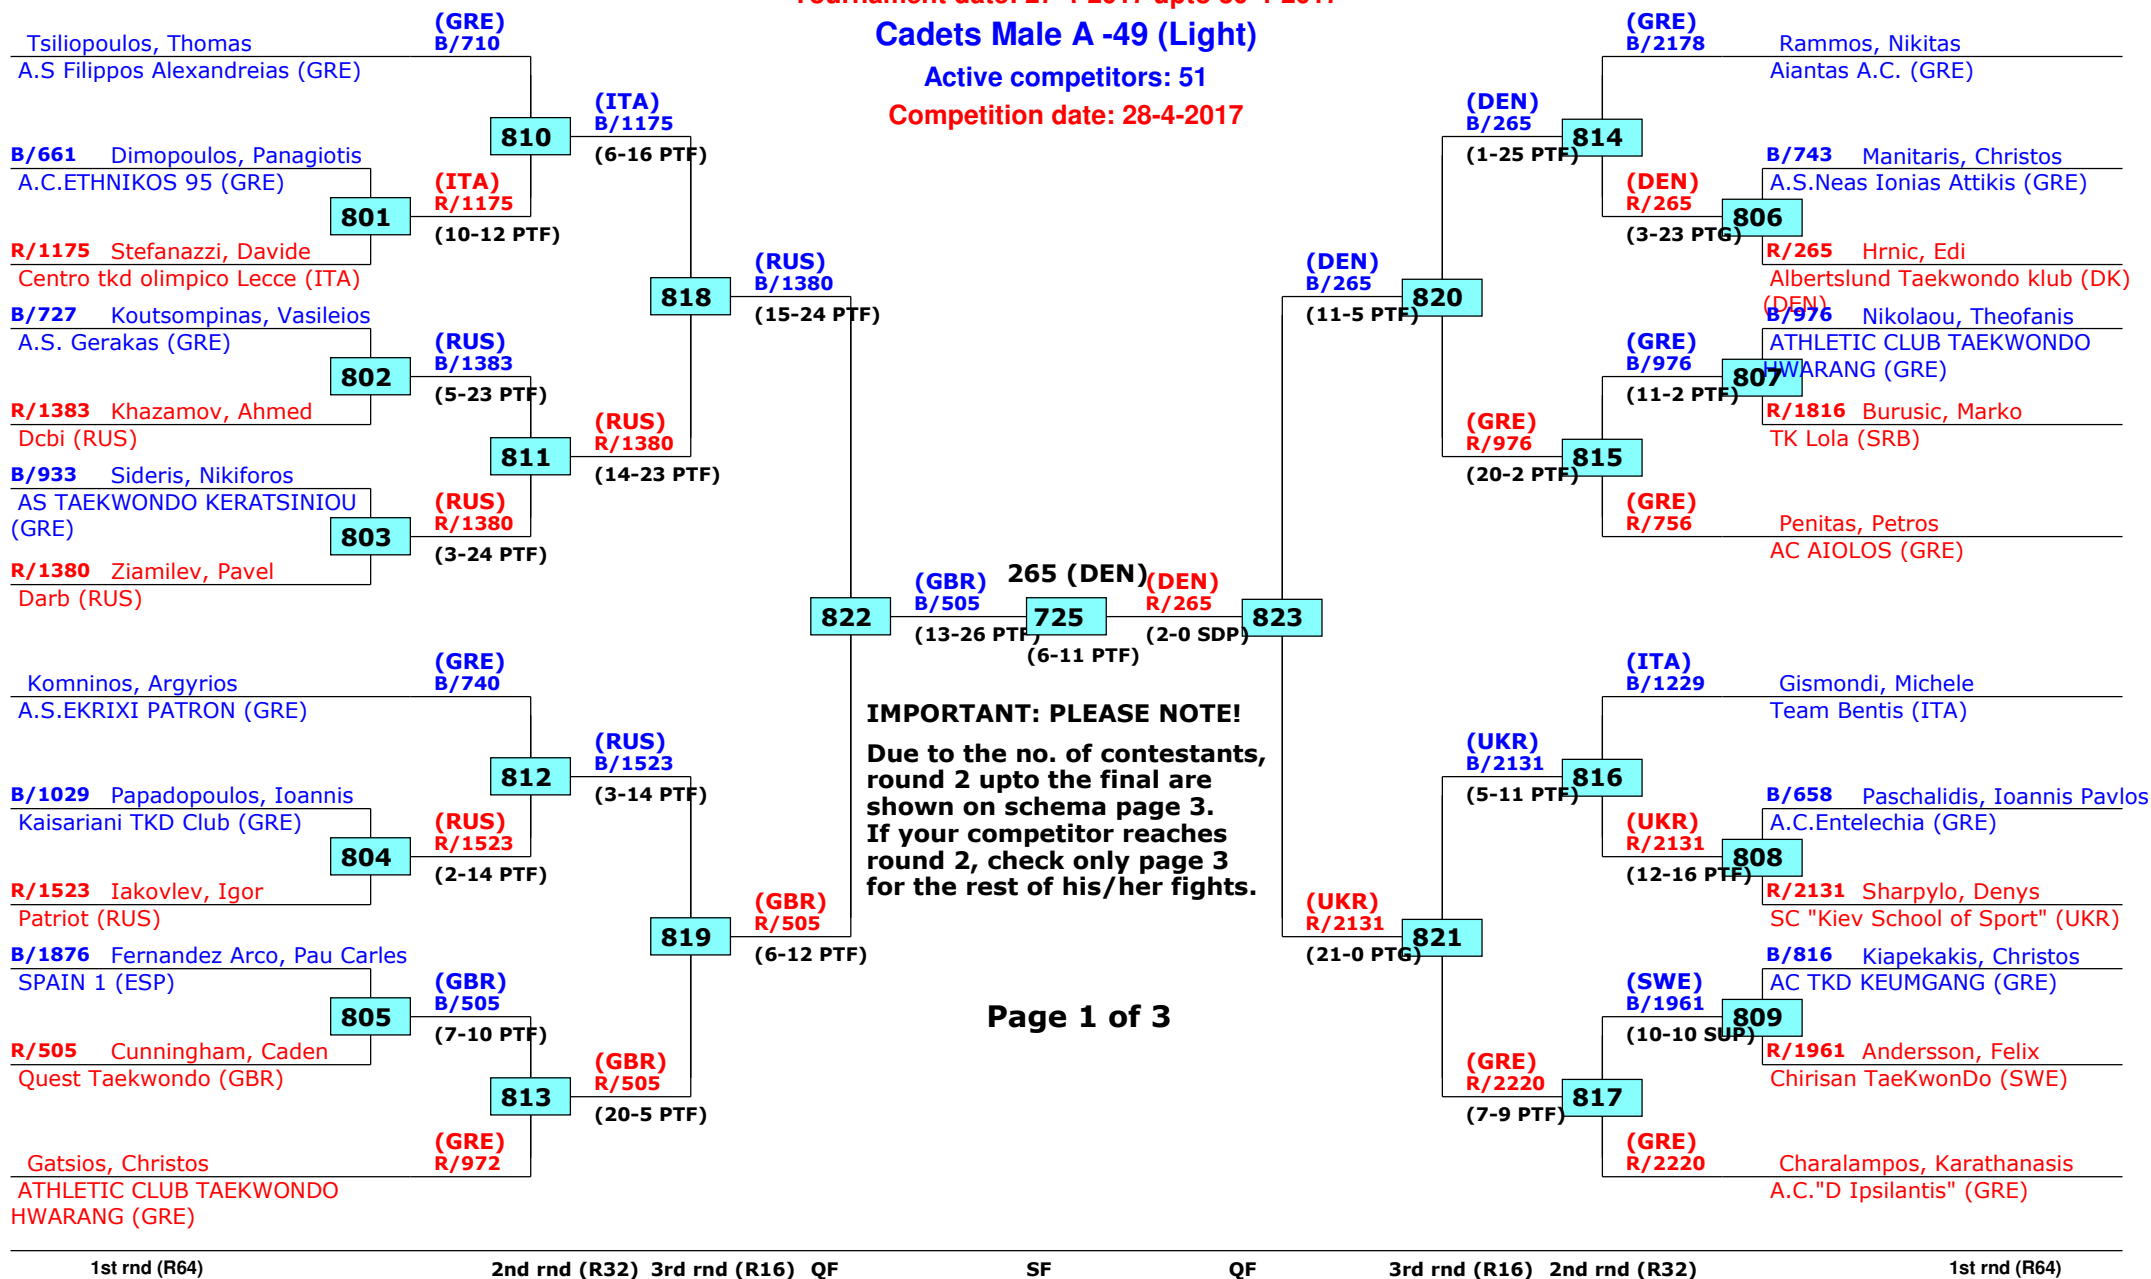 Tournament date: 27-4-2017 upto 30-4-2017
Cadets Male A -49 (Light)
Active competitors: 51
Competition date: 28-4-2017
(GRE)
B/710
Tsiliopoulos, Thomas
A.S Filippos Alexandreias (GRE)
810
(ITA)
B/1175
(6-16 PTF)
B/661 Dimopoulos, Panagiotis
A.C.ETHNIKOS 95 (GRE)
801
(ITA)
R/1175
(10-12 PTF)
R/1175 Stefanazzi, Davide
Centro tkd olimpico Lecce (ITA)
818
(RUS)
B/1380
(15-24 PTF)
B/727 Koutsompinas, Vasileios
A.S. Gerakas (GRE)
802
(RUS)
B/1383
(5-23 PTF)
R/1383 Khazamov, Ahmed
Dcbi (RUS)
811
(RUS)
R/1380
(14-23 PTF)
B/933 Sideris, Nikiforos
AS TAEKWONDO KERATSINIOU
(GRE)
803
(RUS)
R/1380
(3-24 PTF)
R/1380 Ziamilev, Pavel
Darb (RUS)
822
(GBR)
B/505
(13-26 PTF)
265 (DEN)
725
(6-11 PTF)
(DEN)
R/265
(2-0 SDP)
823
(GRE)
B/740
Komninos, Argyrios
A.S.EKRIXI PATRON (GRE)
812
(RUS)
B/1523
(3-14 PTF)
B/1029 Papadopoulos, Ioannis
Kaisariani TKD Club (GRE)
804
(RUS)
R/1523
(2-14 PTF)
R/1523 Iakovlev, Igor
Patriot (RUS)
819
(GBR)
R/505
(6-12 PTF)
B/1876 Fernandez Arco, Pau Carles
SPAIN 1 (ESP)
805
(GBR)
B/505
(7-10 PTF)
R/505 Cunningham, Caden
Quest Taekwondo (GBR)
813
(GBR)
R/505
(20-5 PTF)
(GRE)
R/972
Gatsios, Christos
ATHLETIC CLUB TAEKWONDO
HWARANG (GRE)
IMPORTANT: PLEASE NOTE!
Due to the no. of contestants,
round 2 upto the final are
shown on schema page 3.
If your competitor reaches
round 2, check only page 3
for the rest of his/her fights.
Page 1 of 3
(GRE)
B/2178
Rammos, Nikitas
Aiantas A.C. (GRE)
(DEN)
B/265
(1-25 PTF)
814
B/743 Manitaris, Christos
A.S.Neas Ionias Attikis (GRE)
(DEN)
R/265
(3-23 PTG)
806
R/265 Hrnic, Edi
Albertslund Taekwondo klub (DK)
(DEN)
(DEN)
B/265
(11-5 PTF)
820
B/976 Nikolaou, Theofanis
ATHLETIC CLUB TAEKWONDO
HWARANG (GRE)
(GRE)
B/976
(11-2 PTF)
807
R/1816 Burusic, Marko
TK Lola (SRB)
(GRE)
R/976
(20-2 PTF)
815
(GRE)
R/756
Penitas, Petros
AC AIOLOS (GRE)
(ITA)
B/1229
Gismondi, Michele
Team Bentis (ITA)
(UKR)
B/2131
(5-11 PTF)
816
B/658 Paschalidis, Ioannis Pavlos
A.C.Entelechia (GRE)
(UKR)
R/2131
(12-16 PTF)
808
R/2131 Sharpylo, Denys
SC "Kiev School of Sport" (UKR)
(UKR)
R/2131
(21-0 PTG)
821
B/816 Kiapekakis, Christos
AC TKD KEUMGANG (GRE)
(SWE)
B/1961
(10-10 SUP)
809
R/1961 Andersson, Felix
Chirisan TaeKwonDo (SWE)
(GRE)
R/2220
(7-9 PTF)
817
(GRE)
R/2220
Charalampos, Karathanasis
A.C."D Ipsilantis" (GRE)
1st rnd (R64) 2nd rnd (R32) 3rd rnd (R16) QF SF QF 3rd rnd (R16) 2nd rnd (R32) 1st rnd (R64)